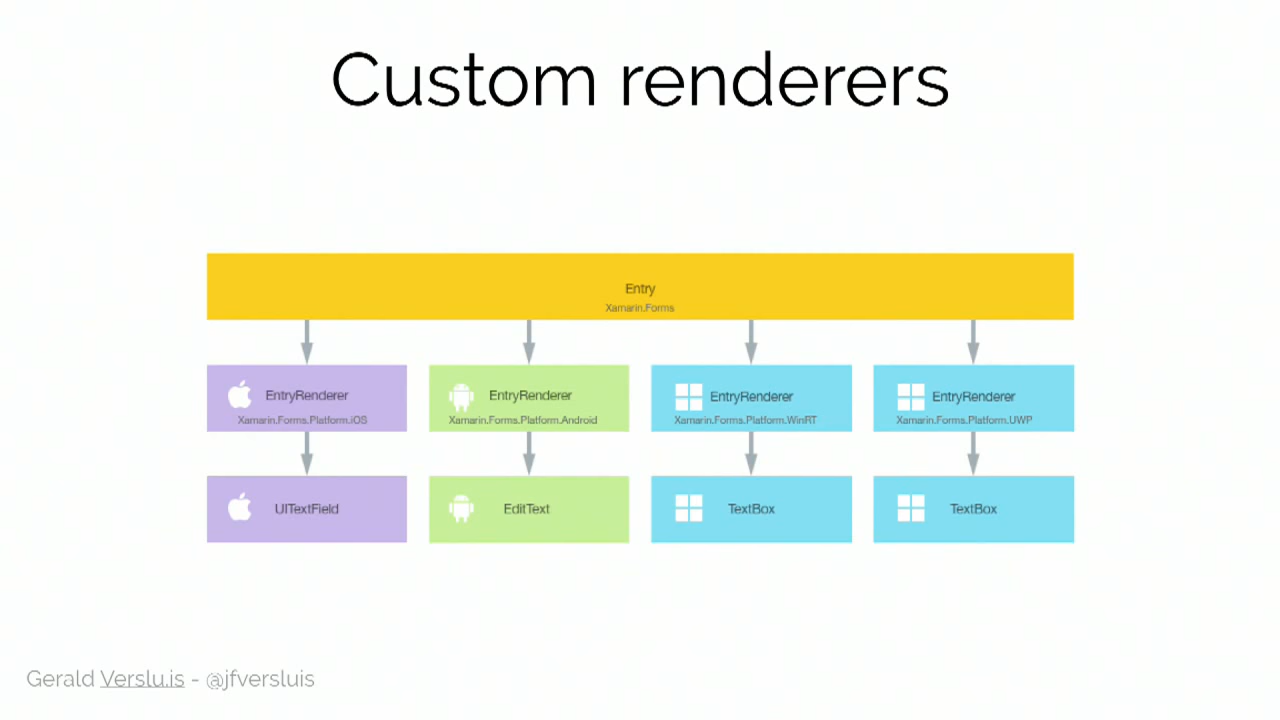 Custom renderers
Entry
Xamarin.Forms
EntryRenderer
Xamarin.Forms.Platform.iOS
EntryRenderer
Xamarin.Forms.Platform.Android
EntryRenderer
Xamarin.Forms.Platform.WinRT
EntryRenderer
Xamarin.Forms.Platform.UWP
UITextField
EditText
TextBox
TextBox
Gerald Verslu.is - @jfversluis